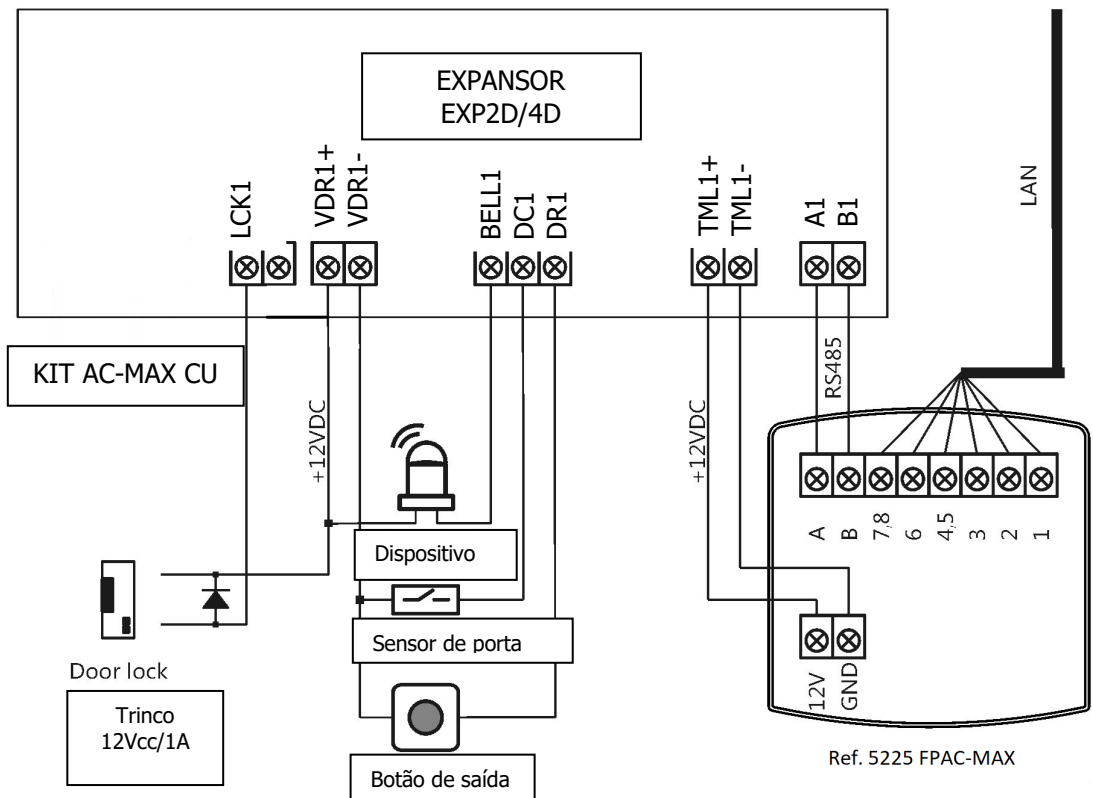 EXPANSOR
EXP2D/4D
LAN
LCK1
VDR1+
VDR1-
BELL1
DC1
DR1
TML1+
TML1-
A1
B1
KIT AC-MAX CU
RS485
+12VDC
+12VDC
A
B
7,8
6
4,5
3
2
1
Dispositivo
Sensor de porta
Door lock
12V
GND
Trinco
12Vcc/1A
Botão de saída
Ref. 5225 FPAC-MAX